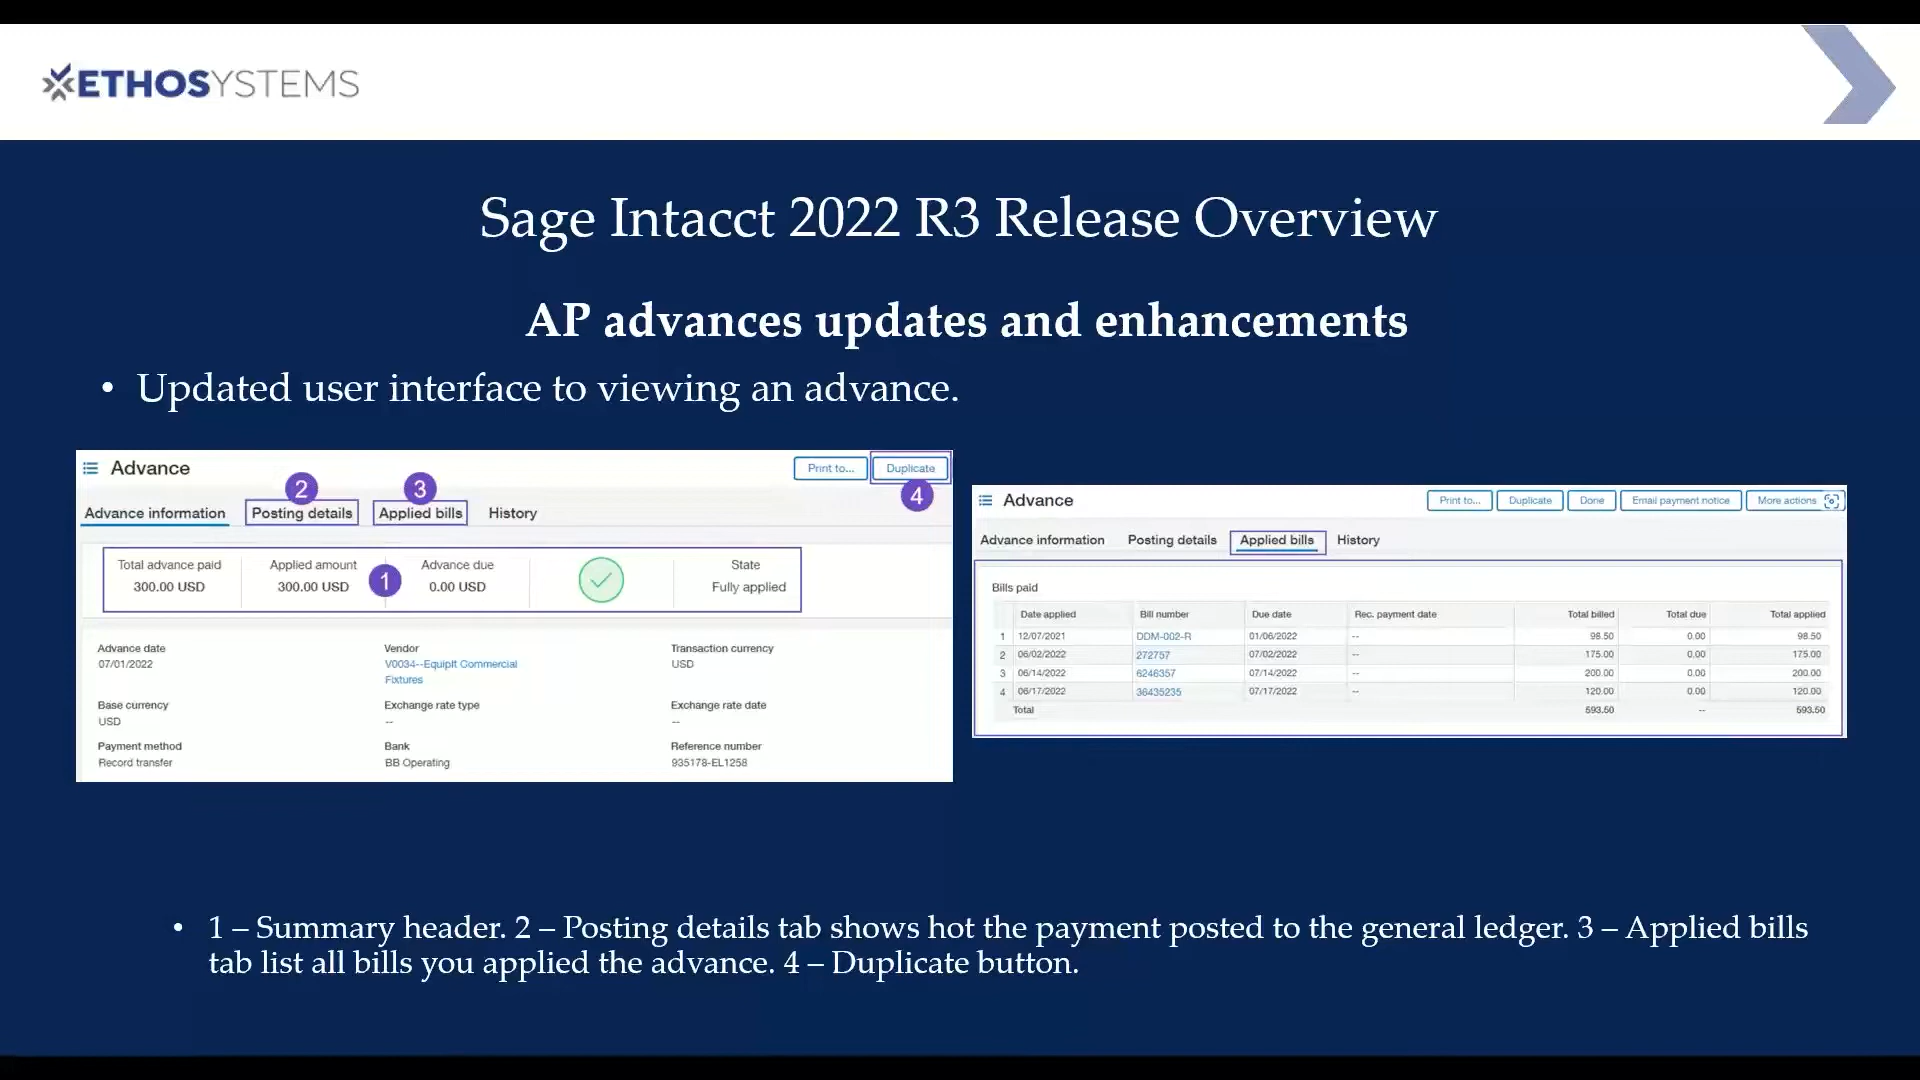 ETHOSYSTEMS
Sage Intacct 2022 R3 Release Overview
AP advances updates and enhancements
• Updated user interface to viewing an advance.
Advance
Print to...
Duplicate
2
3
4
Advance information
Posting details
Applied bills
History
Total advance paid
300.00 USD
Applied amount
300.00 USD
1
Advance due
0.00 USD
State
Fully applied
Advance date
07/01/2022
Vendor
V0034--EquipIt Commercial
Fixtures
Transaction currency
USD
Base currency
USD
Exchange rate type
--
Exchange rate date
--
Payment method
Record transfer
Bank
BB Operating
Reference number
935178-EL1258
Advance
Print to...
Duplicate
Done
Email payment notice
More actions
Advance information
Posting details
Applied bills
History
Bills paid
Date applied Bill number Due date Rec. payment date Total billed Total due Total applied
1 12/07/2021 DDM-002-R 01/06/2022 -- 98.50 0.00 98.50
2 06/02/2022 272757 07/02/2022 -- 175.00 0.00 175.00
3 06/14/2022 6246357 07/14/2022 -- 200.00 0.00 200.00
4 06/17/2022 36435235 07/17/2022 -- 120.00 0.00 120.00
Total 593.50 -- 593.50
• 1 – Summary header. 2 – Posting details tab shows hot the payment posted to the general ledger. 3 – Applied bills
tab list all bills you applied the advance. 4 – Duplicate button.